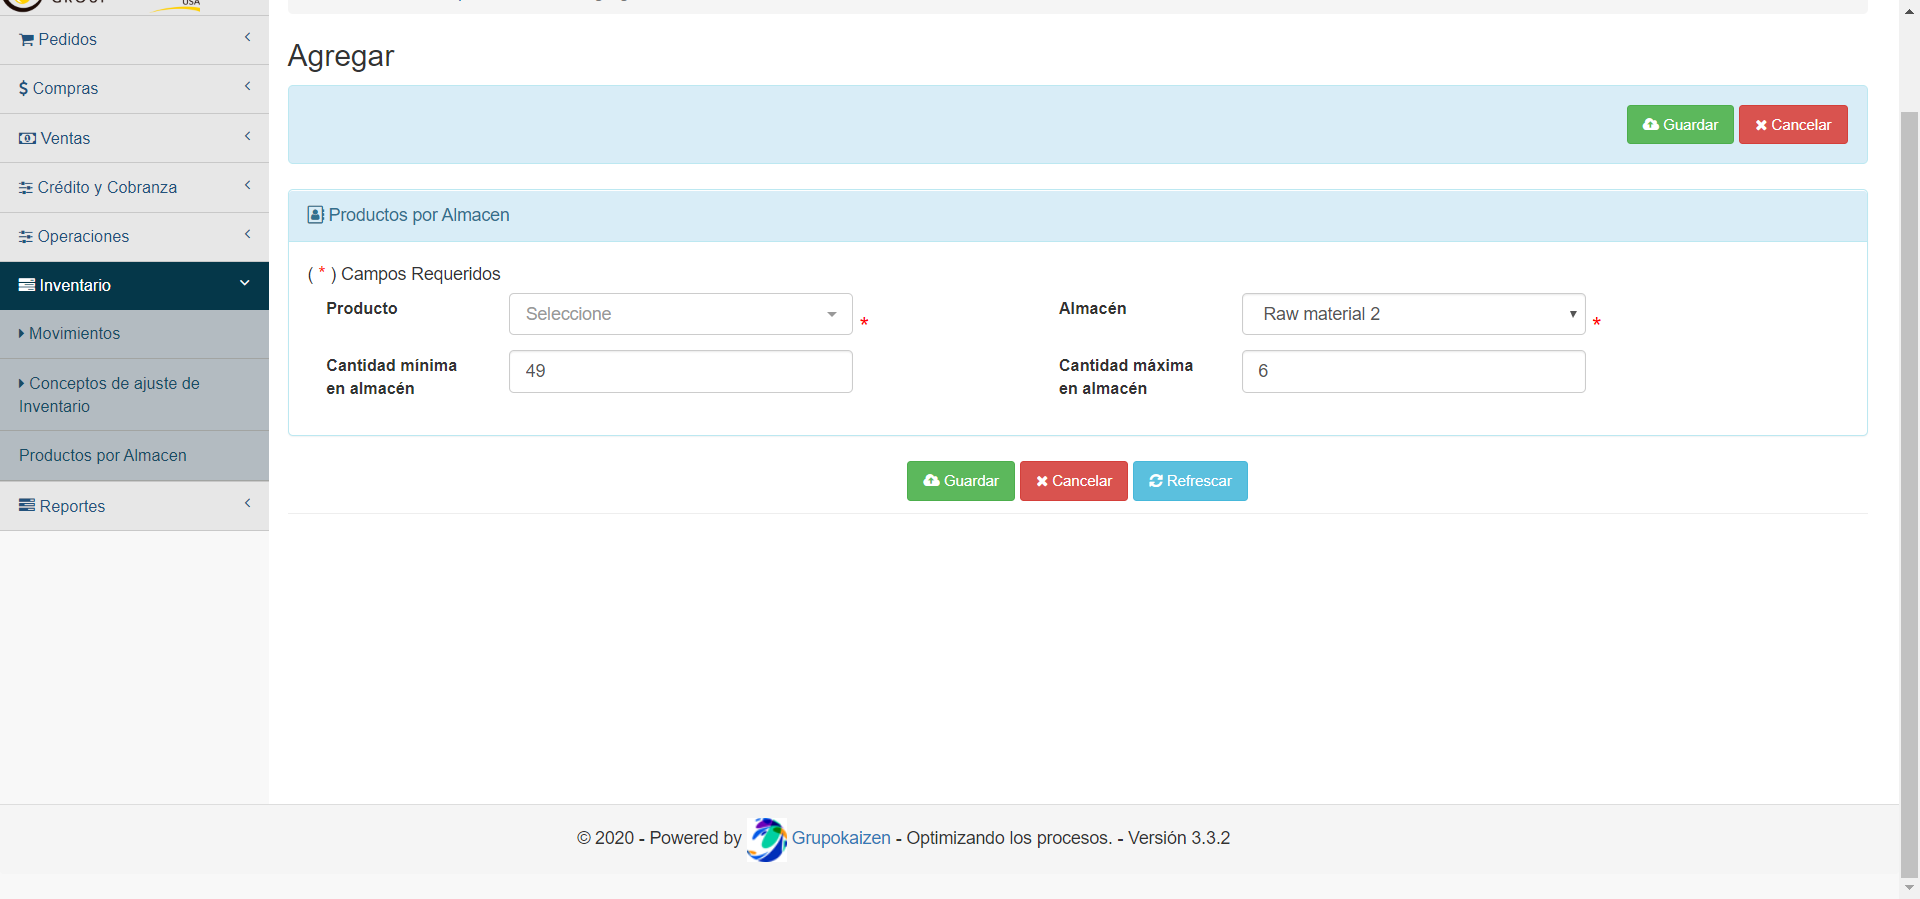 USA
Pedidos
Compras
Ventas
Crédito y Cobranza
Operaciones
Inventario
Movimientos
Conceptos de ajuste de
Inventario
Productos por Almacen
Reportes
Agregar
Guardar
Cancelar
Productos por Almacen
( * ) Campos Requeridos
Producto
Seleccione
*
Almacén
Raw material 2
*
Cantidad mínima
en almacén
49
Cantidad máxima
en almacén
6
Guardar
Cancelar
Refrescar
© 2020 - Powered by Grupokaizen - Optimizando los procesos. - Versión 3.3.2